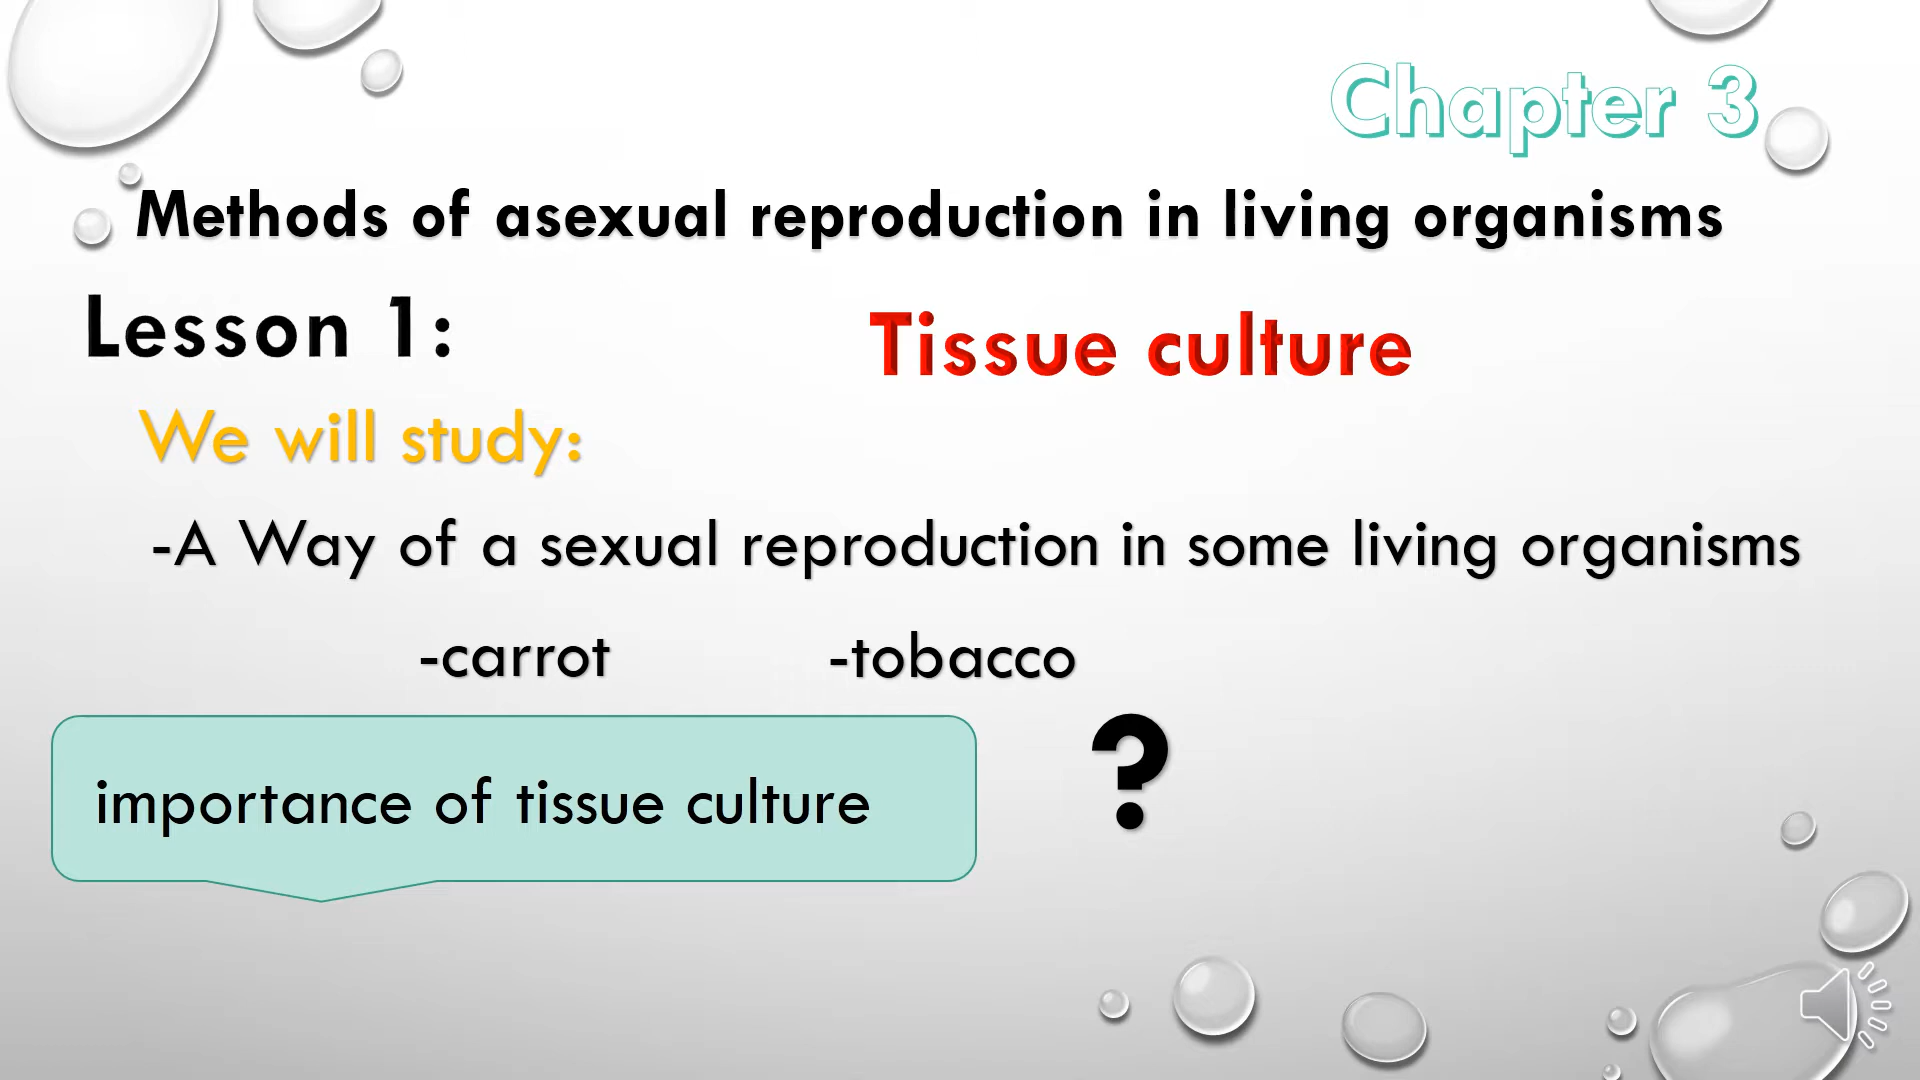 Chapter 3
Methods of asexual reproduction in living organisms
Lesson 1:
Tissue culture
We will study:
-A Way of a sexual reproduction in some living organisms
-carrot
-tobacco
importance of tissue culture
?